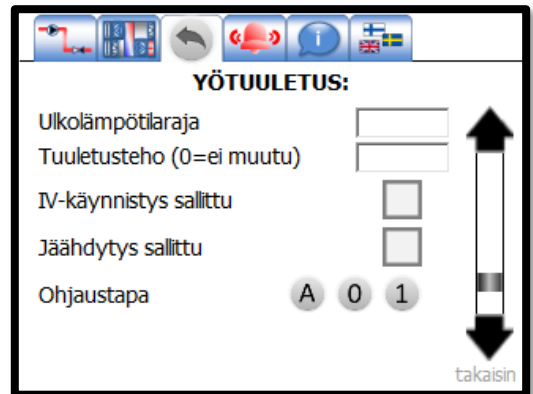 YÖTUULETUS:
Ulkolämpötilaraja
Tuuletusteho (0=ei muutu)
IV-käynnistys sallittu
Jäähdytys sallittu
Ohjaustapa A 0 1
takaisin